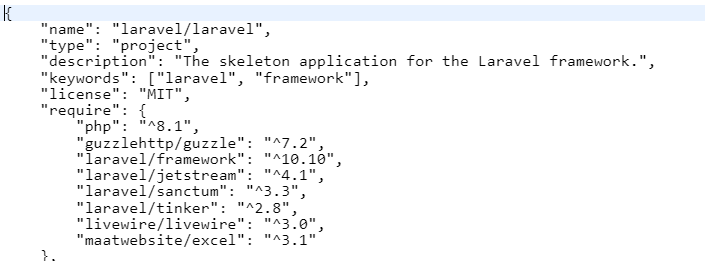 {
    "name": "laravel/laravel",
    "type": "project",
    "description": "The skeleton application for the Laravel framework.",
    "keywords": ["laravel", "framework"],
    "license": "MIT",
    "require": {
        "php": "^8.1",
        "guzzlehttp/guzzle": "^7.2",
        "laravel/framework": "^10.10",
        "laravel/jetstream": "^4.1",
        "laravel/sanctum": "^3.3",
        "laravel/tinker": "^2.8",
        "livewire/livewire": "^3.0",
        "maatwebsite/excel": "^3.1"
    },